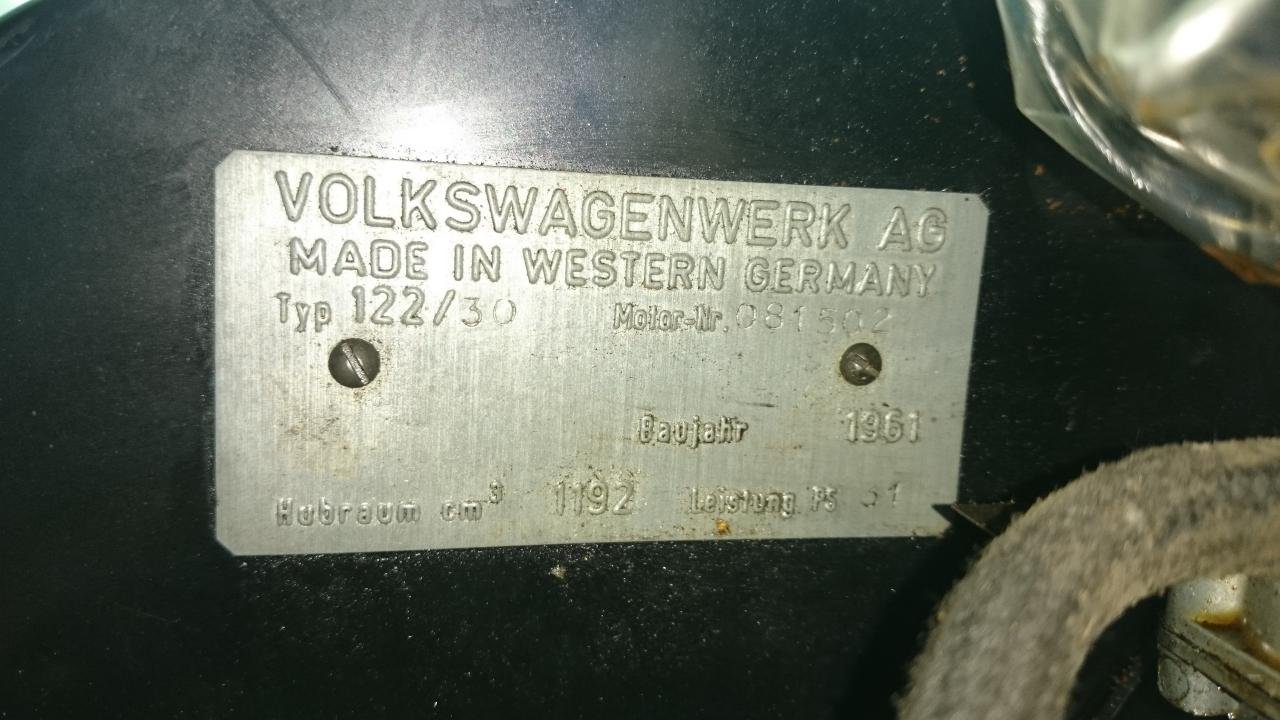 VOLKSWAGENWERK AG
MADE IN WESTERN GERMANY
Typ 122/30 Motor-Nr. 081502
Baujahr 1961
Hubraum cm³ 1192 Leistung PS